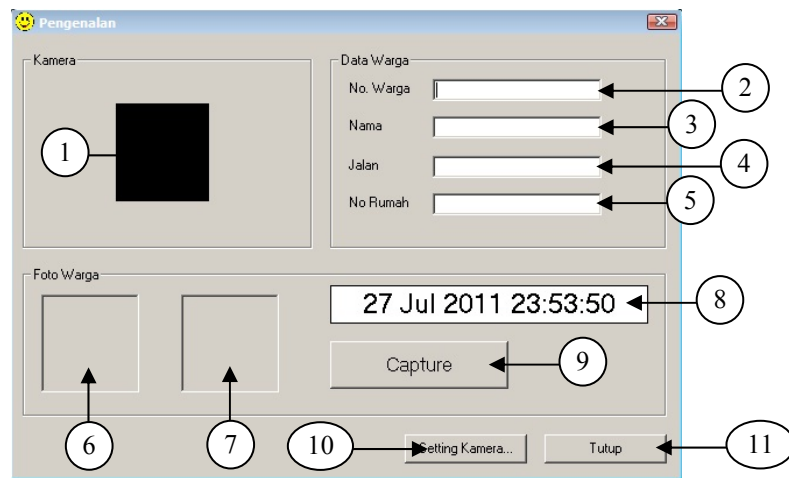 Pengenalan
Kamera
1
Data Warga
No. Warga 2
Nama 3
Jalan 4
No Rumah 5
Foto Warga
6
7
27 Jul 2011 23:53:50 8
Capture 9
10 Setting Kamera... Tutup 11